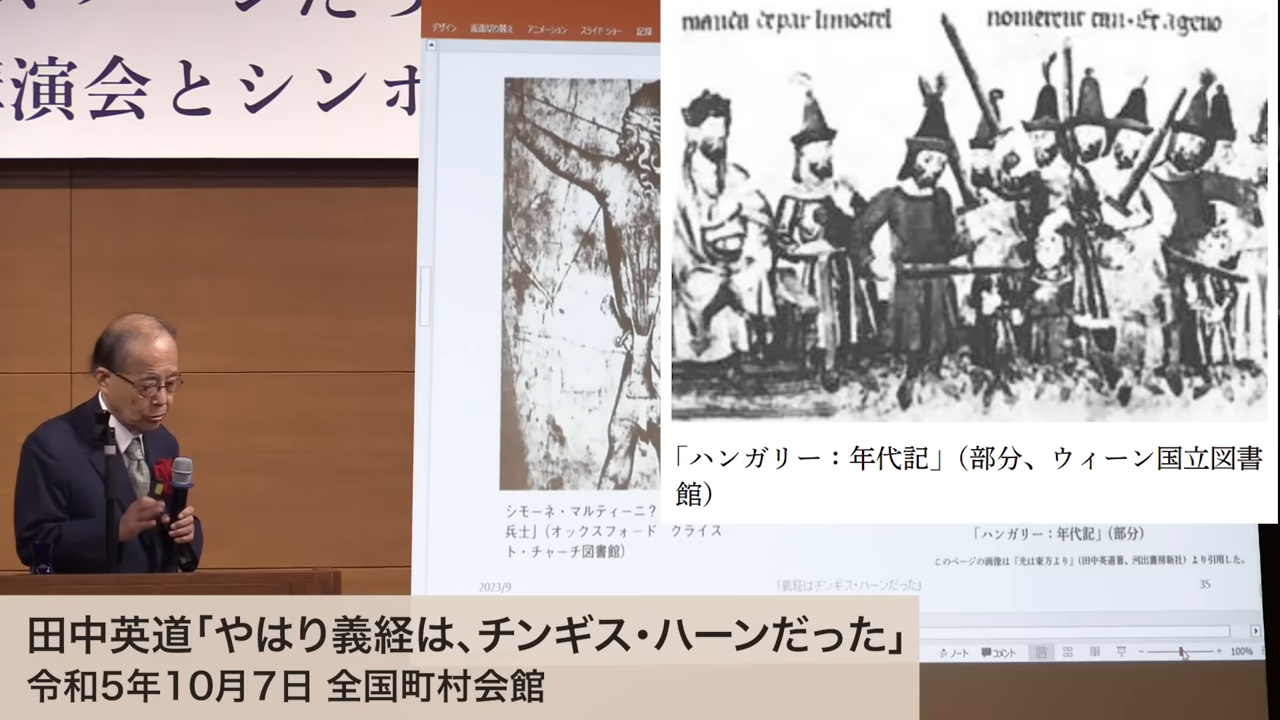 演会とシンポ
デザイン 画面切り替え アニメーション スライド ショー 記録
manda de par
「ハンガリー：年代記」（部分、ウィーン国立図書
館）
シモーネ・マルティーニ？
兵士」（オックスフォード クライス
ト・チャーチ図書館）
「ハンガリー：年代記」（部分）
このページの画像は『光は東方より』（田中英道著、河出書房新社）より引用した。
2023/9
「義経はチンギス・ハーンだった」
35
ノート コメント
100%
田中英道「やはり義経は、チンギス・ハーンだった」
令和5年10月7日 全国町村会館